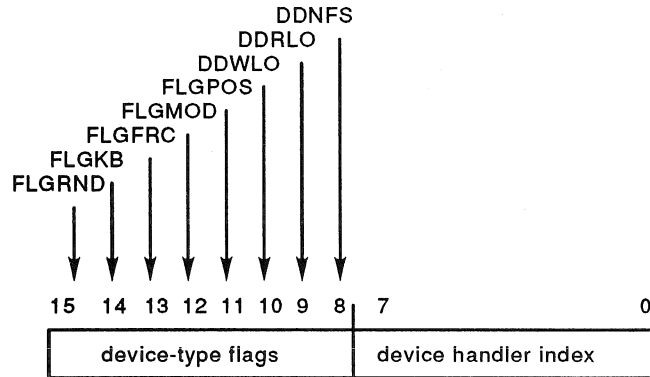 DDNFS
DDRLO
DDWLO
FLGPOS
FLGMOD
FLGFRC
FLGKB
FLGRND
15 14 13 12 11 10 9 8 7 0
device-type flags device handler index